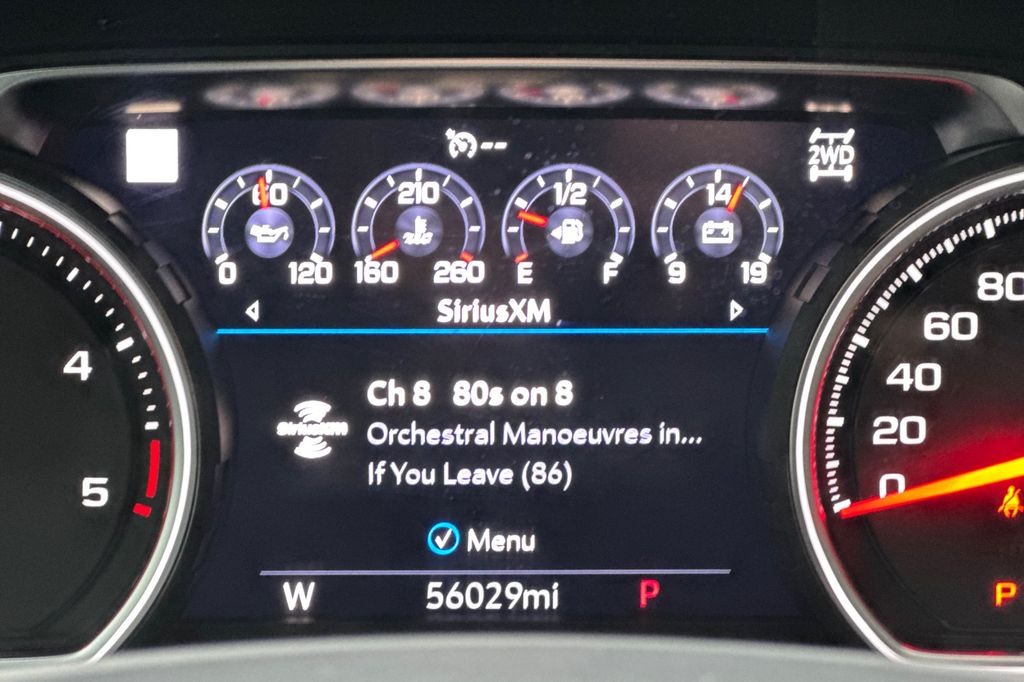 --
2WD
60 210 1/2 14
0 120 160 260 E F 9 19
SiriusXM
Ch 8 80s on 8
SiriusXM
Orchestral Manoeuvres in...
If You Leave (86)
Menu
W 56029mi P
4
5
80
60
40
20
0
P